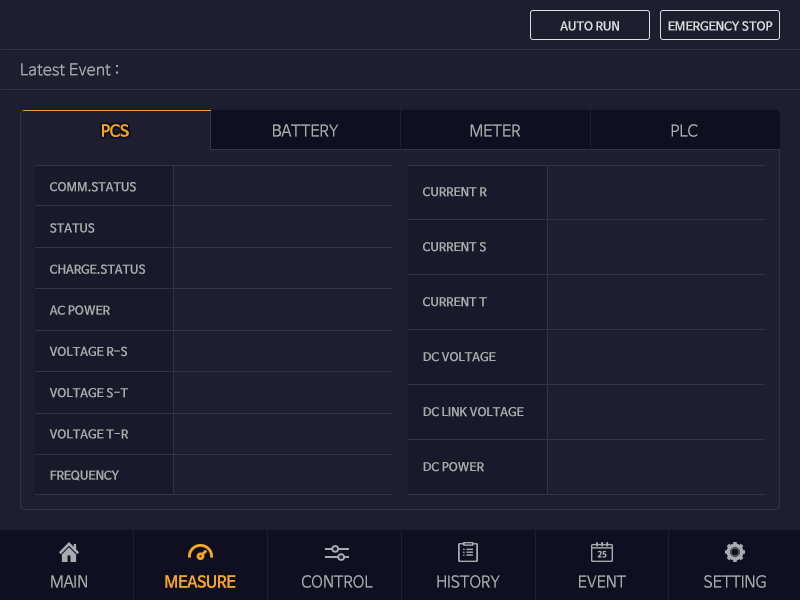 AUTO RUN
EMERGENCY STOP
Latest Event :
PCS
BATTERY
METER
PLC
COMM.STATUS
STATUS
CHARGE.STATUS
AC POWER
VOLTAGE R-S
VOLTAGE S-T
VOLTAGE T-R
FREQUENCY
CURRENT R
CURRENT S
CURRENT T
DC VOLTAGE
DC LINK VOLTAGE
DC POWER
MAIN
MEASURE
CONTROL
HISTORY
25
EVENT
SETTING